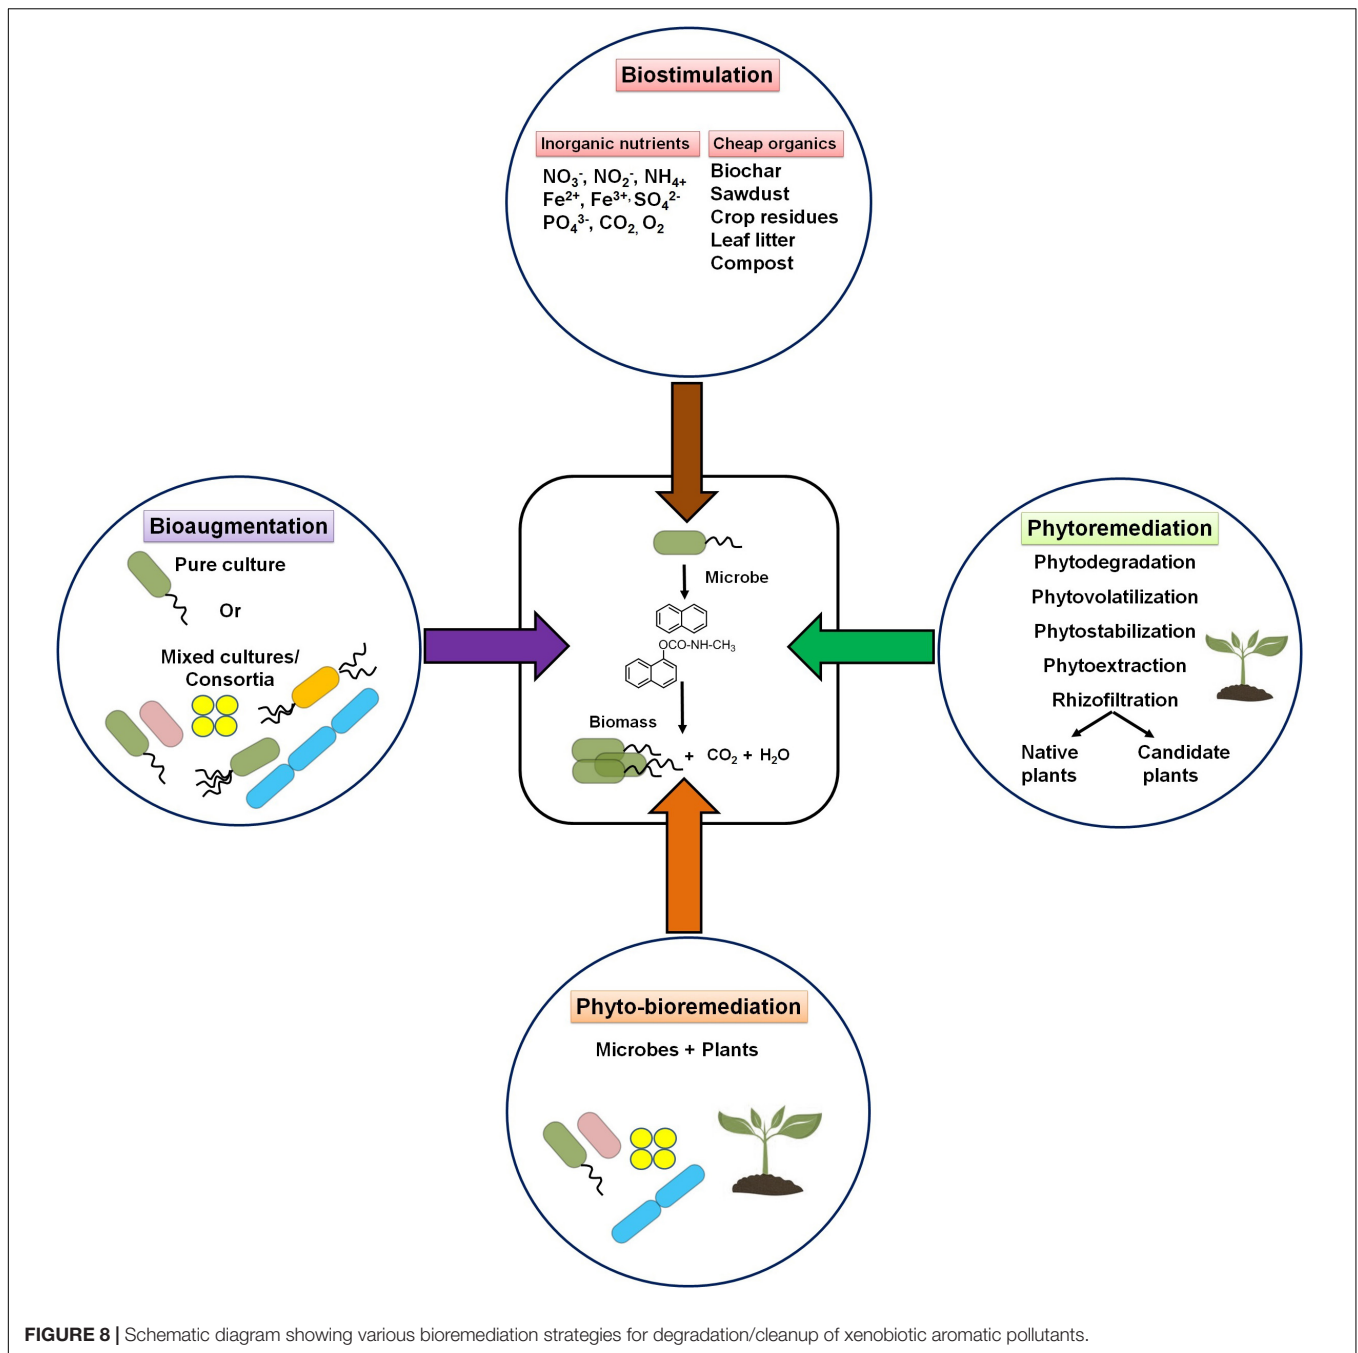 Biostimulation
Inorganic nutrients
NO₃⁻, NO₂⁻, NH₄₊
Fe²⁺, Fe³⁺, SO₄²⁻
PO₄³⁻, CO₂, O₂
Cheap organics
Biochar
Sawdust
Crop residues
Leaf litter
Compost
Bioaugmentation
Pure culture
Or
Mixed cultures/
Consortia
Microbe
OCO-NH-CH₃
Biomass
+ CO₂ + H₂O
Phytoremediation
Phytodegradation
Phytovolatilization
Phytostabilization
Phytoextraction
Rhizofiltration
Native
plants
Candidate
plants
Phyto-bioremediation
Microbes + Plants
FIGURE 8 | Schematic diagram showing various bioremediation strategies for degradation/cleanup of xenobiotic aromatic pollutants.